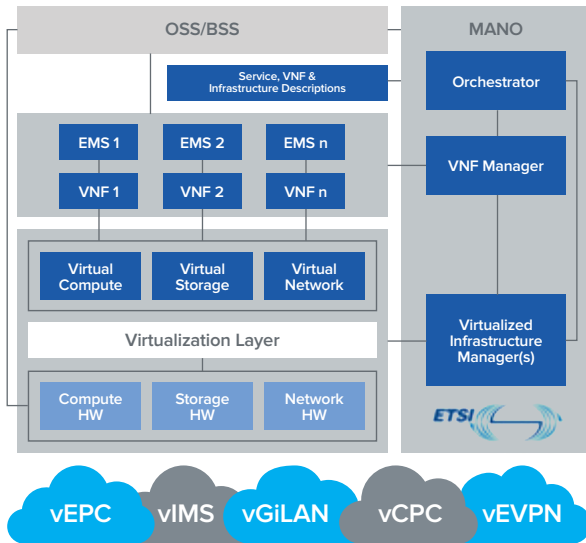 OSS/BSS
MANO
Service, VNF &
Infrastructure Descriptions
Orchestrator
EMS 1
EMS 2
EMS n
VNF 1
VNF 2
VNF n
VNF Manager
Virtual
Compute
Virtual
Storage
Virtual
Network
Virtualization Layer
Virtualized
Infrastructure
Manager(s)
Compute
HW
Storage
HW
Network
HW
ETSI
vEPC
vIMS
vGiLAN
vCPC
vEVPN